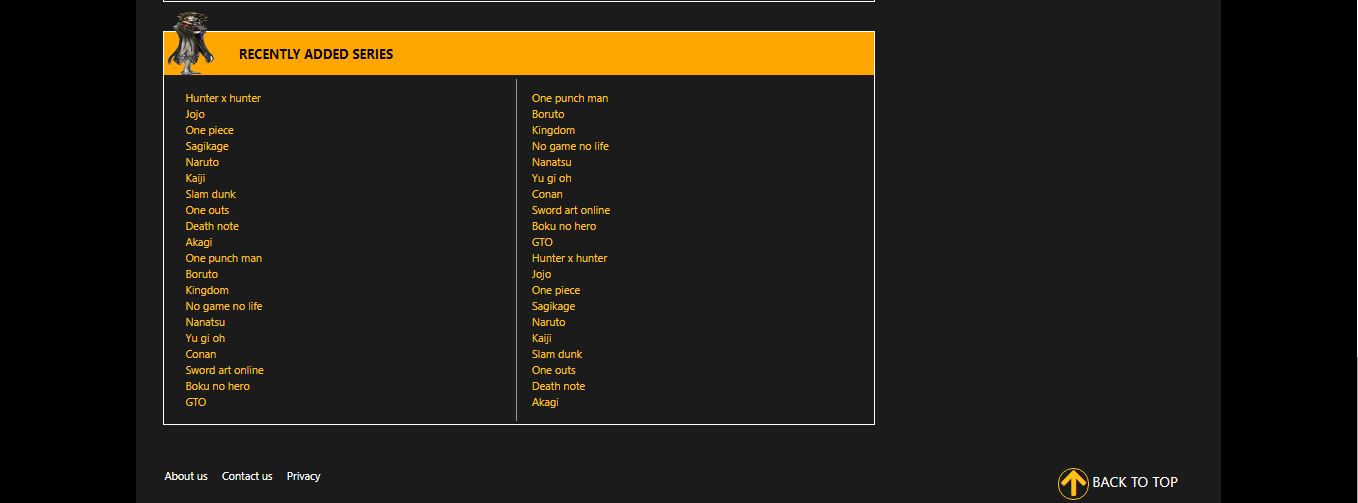 RECENTLY ADDED SERIES
Hunter x hunter
Jojo
One piece
Sagikage
Naruto
Kaiji
Slam dunk
One outs
Death note
Akagi
One punch man
Boruto
Kingdom
No game no life
Nanatsu
Yu gi oh
Conan
Sword art online
Boku no hero
GTO
One punch man
Boruto
Kingdom
No game no life
Nanatsu
Yu gi oh
Conan
Sword art online
Boku no hero
GTO
Hunter x hunter
Jojo
One piece
Sagikage
Naruto
Kaiji
Slam dunk
One outs
Death note
Akagi
About us Contact us Privacy
BACK TO TOP